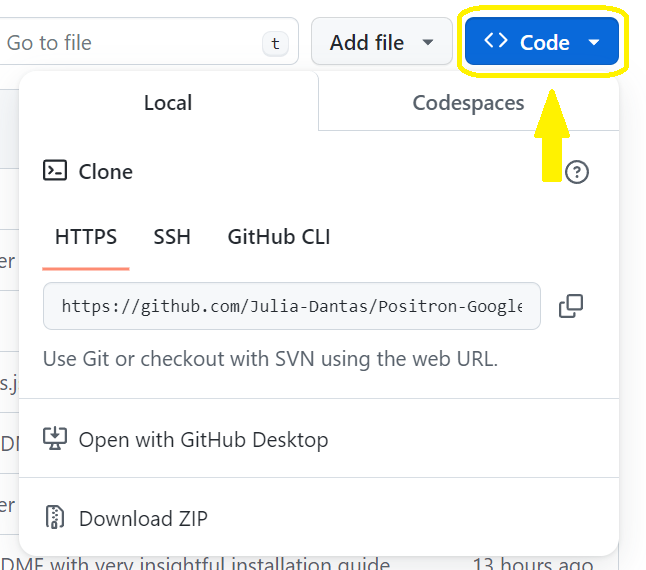 Go to file
t
Add file
Code
Local
Codespaces
Clone
?
HTTPS
SSH
GitHub CLI
https://github.com/Julia-Dantas/Positron-Google
er
Use Git or checkout with SVN using the web URL.
s.j
Open with GitHub Desktop
er
Download ZIP
DME with very insightful installation guide
13 hours ago